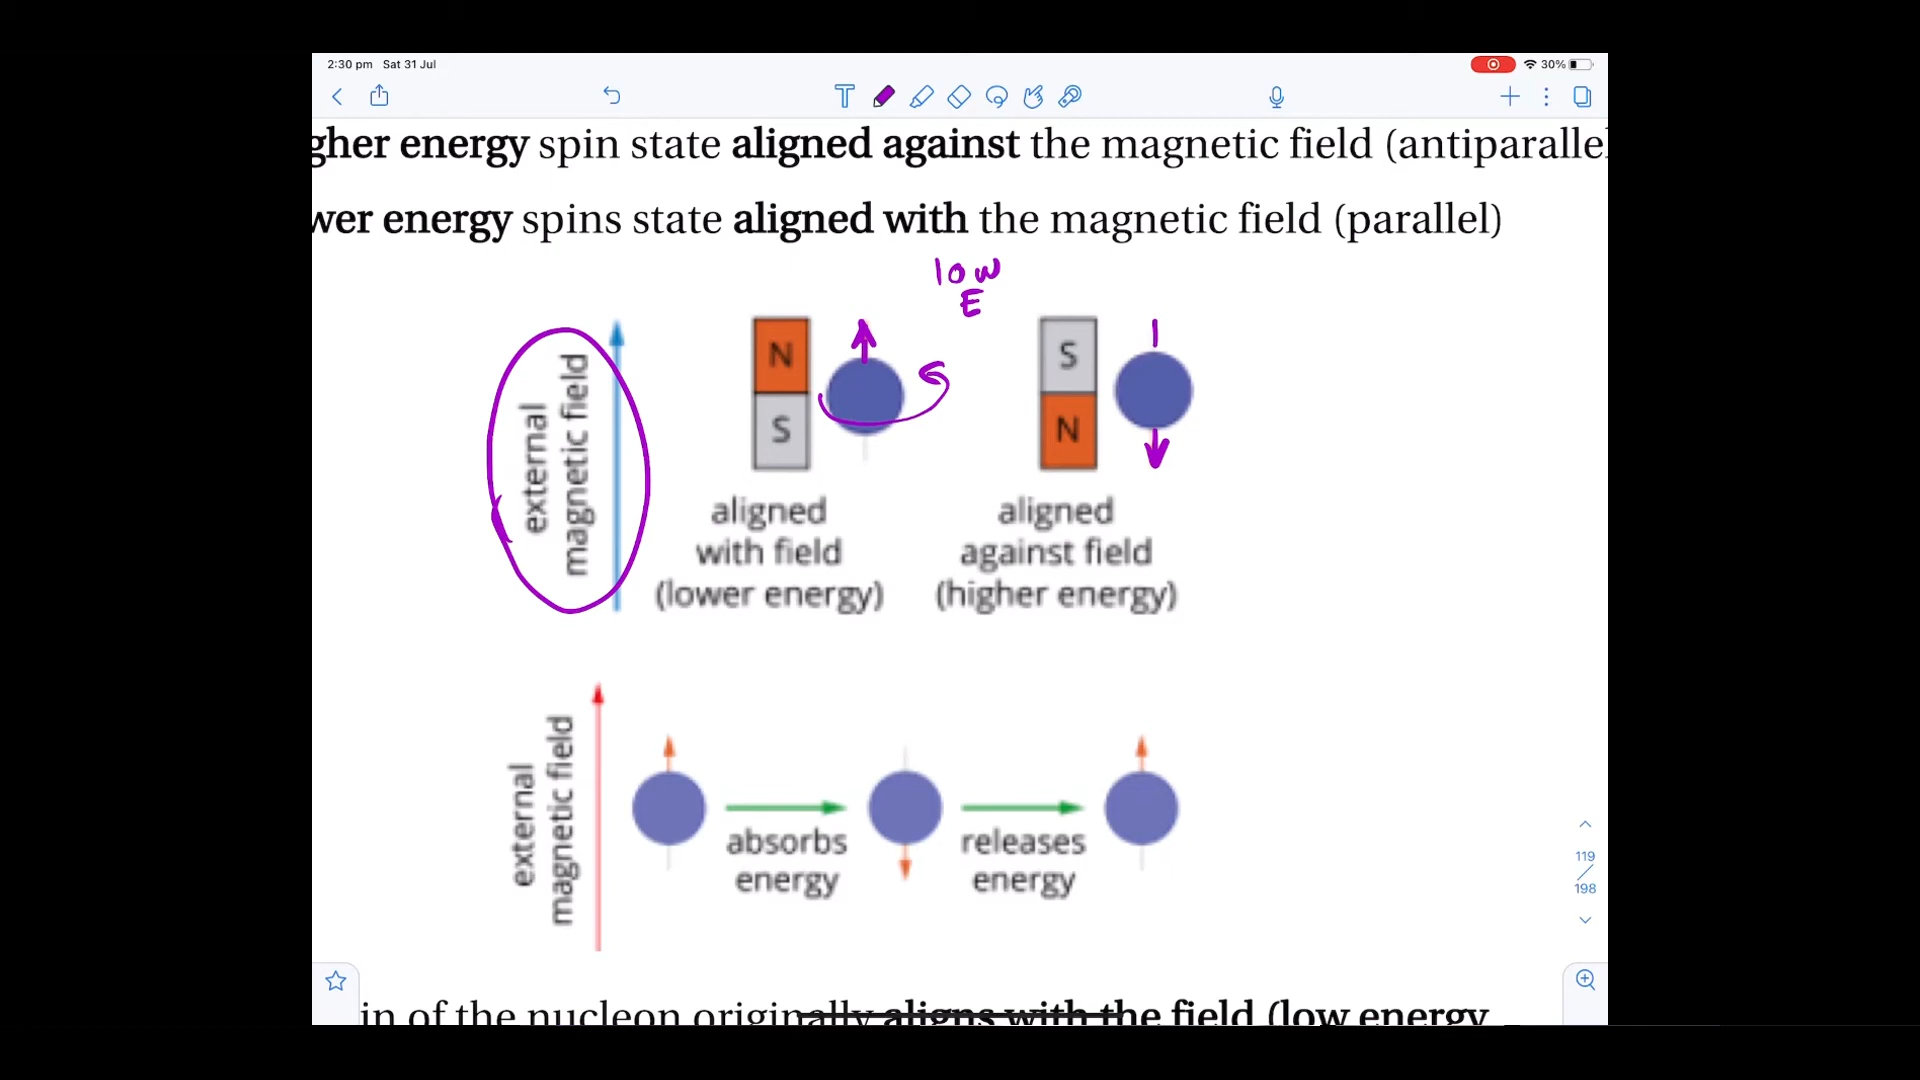 2:30 pm Sat 31 Jul
30%
gher energy spin state aligned against the magnetic field (antiparallel
wer energy spins state aligned with the magnetic field (parallel)
low
E
external
magnetic field
N
S
S
N
aligned
with field
(lower energy)
aligned
against field
(higher energy)
external
magnetic field
absorbs
energy
releases
energy
119
198
in of the nucleon originally aligns with the field (low energy